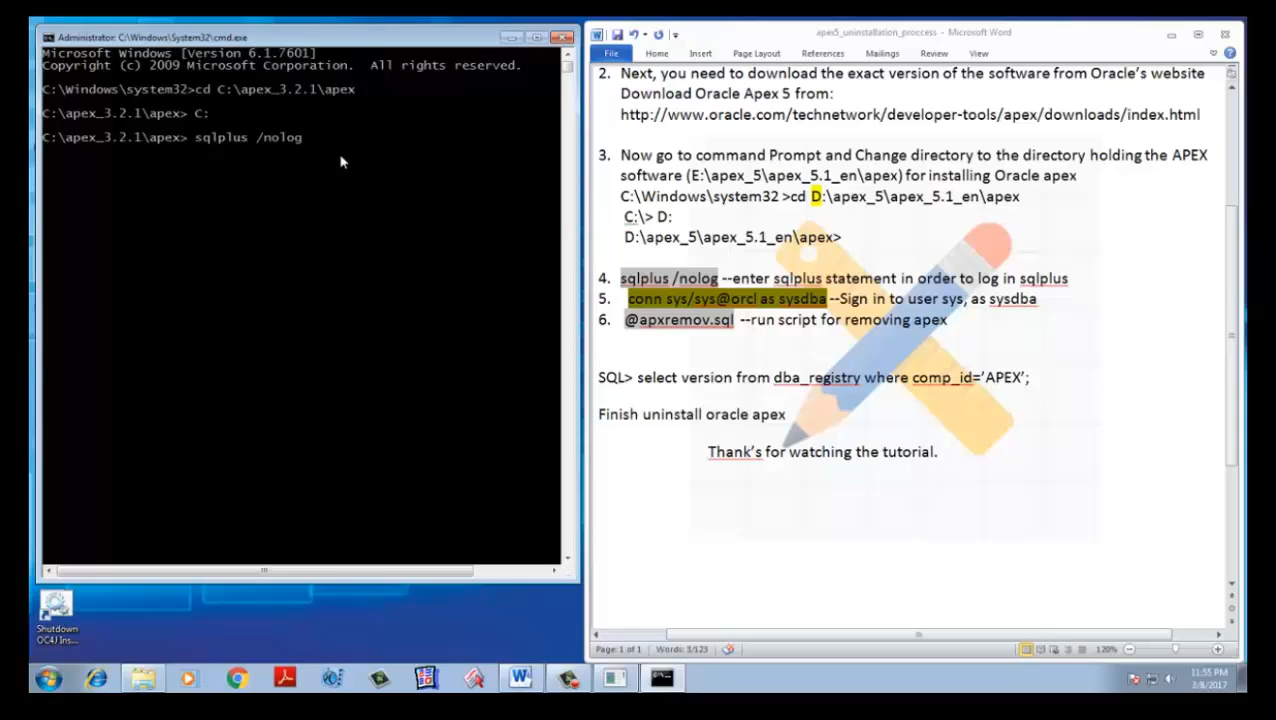 Administrator: C:\Windows\System32\cmd.exe
Microsoft Windows [Version 6.1.7601]
Copyright (c) 2009 Microsoft Corporation. All rights reserved.
C:\Windows\system32>cd C:\apex_3.2.1\apex
C:\apex_3.2.1\apex> C:
C:\apex_3.2.1\apex> sqlplus /nolog
apex5_uninstallation_proccess - Microsoft Word
File Home Insert Page Layout References Mailings Review View
2. Next, you need to download the exact version of the software from Oracle's website
Download Oracle Apex 5 from:
http://www.oracle.com/technetwork/developer-tools/apex/downloads/index.html
3. Now go to command Prompt and Change directory to the directory holding the APEX
software (E:\apex_5\apex_5.1_en\apex) for installing Oracle apex
C:\Windows\system32 >cd D:\apex_5\apex_5.1_en\apex
C:\> D:
D:\apex_5\apex_5.1_en\apex>
4. sqlplus /nolog --enter sqlplus statement in order to log in sqlplus
5. conn sys/sys@orcl as sysdba --Sign in to user sys, as sysdba
6. @apxremov.sql --run script for removing apex
SQL> select version from dba_registry where comp_id='APEX';
Finish uninstall oracle apex
Thank's for watching the tutorial.
Page: 1 of 1 Words: 3/123 120%
Shutdown
OC4J Ins...
11:55 PM
3/8/2017